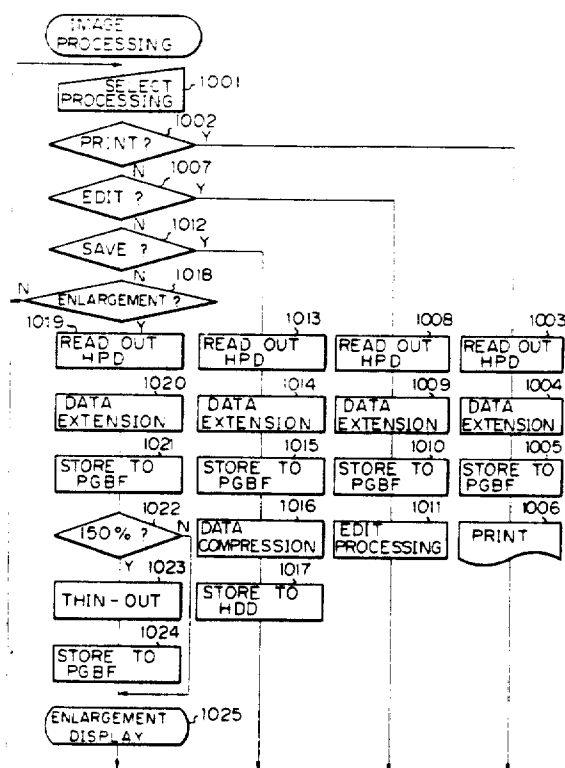 IMAGE
PROCESSING
SELECT
PROCESSING
1001
1002
PRINT ?
Y
N
1007
EDIT ?
Y
N
1012
SAVE ?
Y
N
1018
N
ENLARGEMENT ?
Y
1019
READ OUT
HPD
1013
READ OUT
HPD
1008
READ OUT
HPD
1003
READ OUT
HPD
1020
DATA
EXTENSION
1014
DATA
EXTENSION
1009
DATA
EXTENSION
1004
DATA
EXTENSION
1021
STORE TO
PGBF
1015
STORE TO
PGBF
1010
STORE TO
PGBF
1005
STORE TO
PGBF
1022
150% ?
N
Y
1016
DATA
COMPRESSION
1011
EDIT
PROCESSING
1006
PRINT
1023
THIN-OUT
1017
STORE TO
HDD
1024
STORE TO
PGBF
ENLARGEMENT
DISPLAY
1025